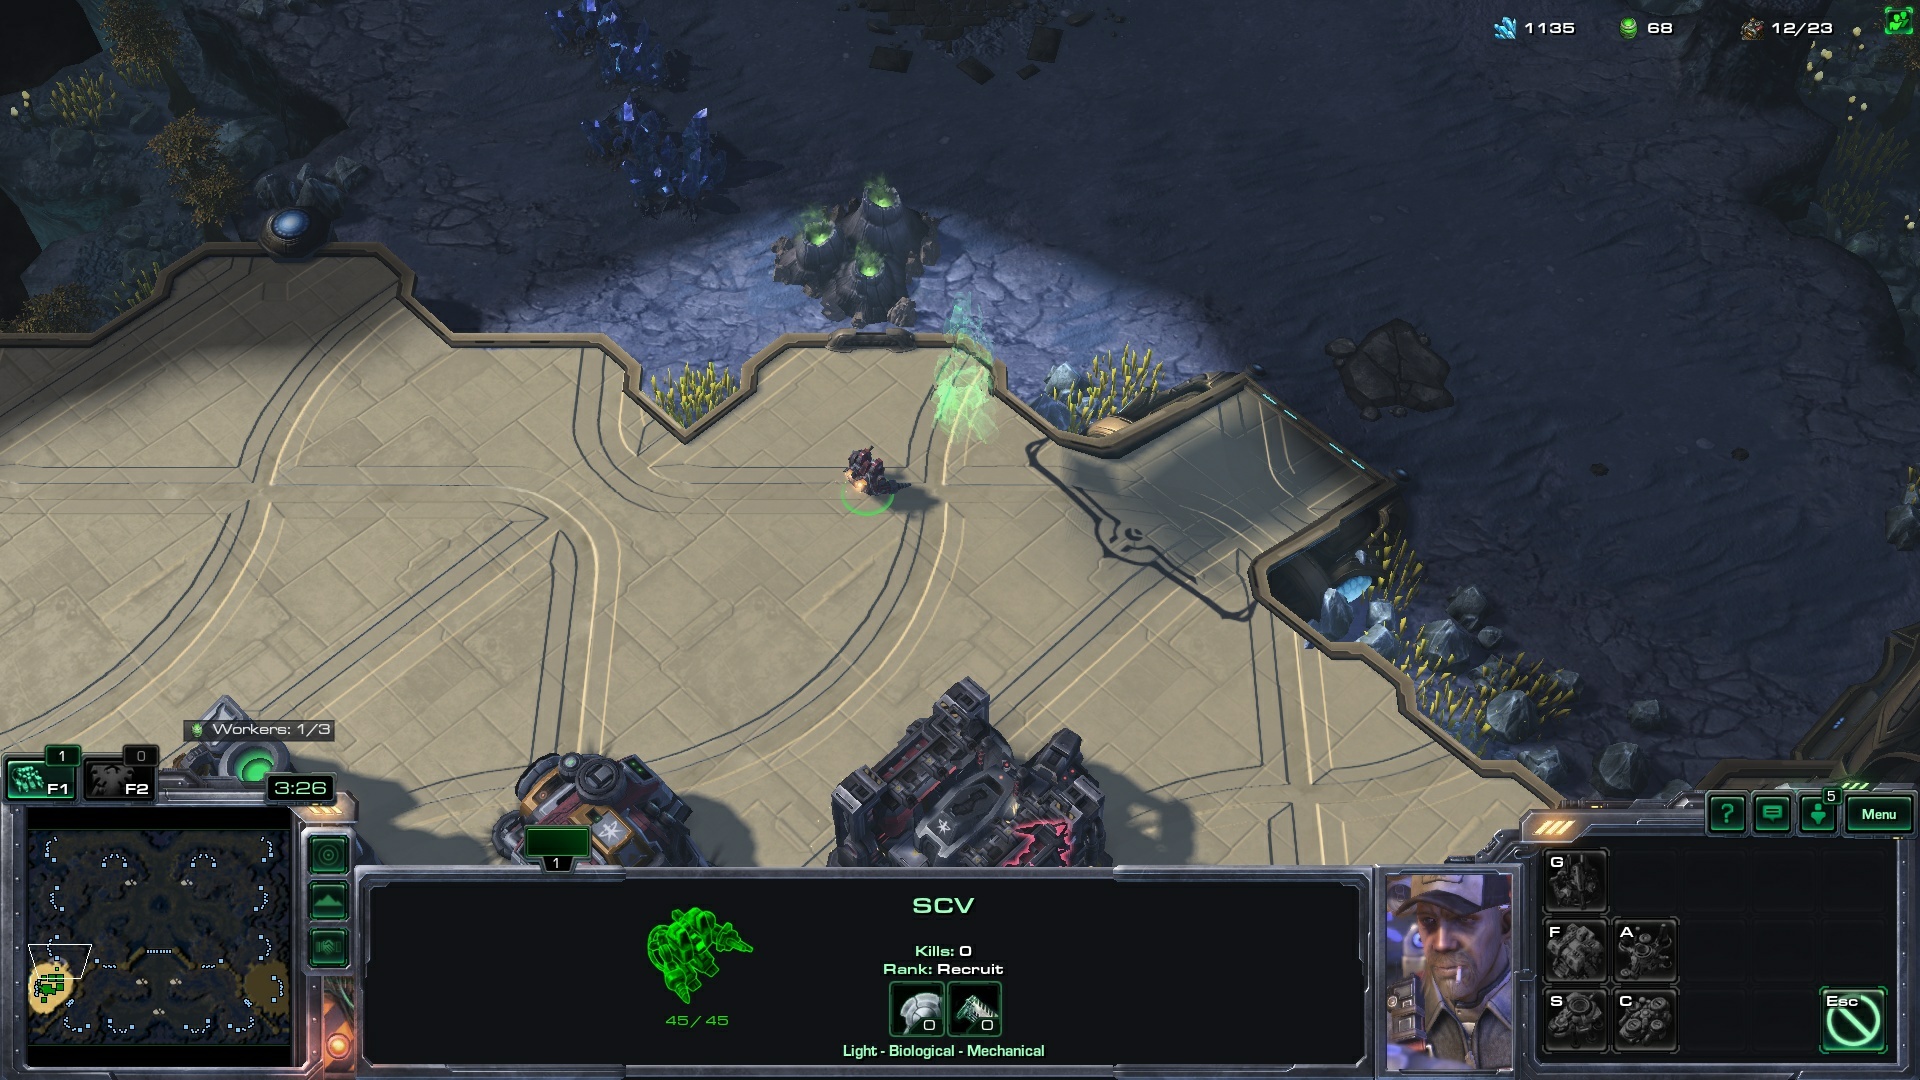 1135 68 12/23
Workers: 1/3
1 0
F1 F2
3:26
1
5
? Menu
SCV
Kills: 0
Rank: Recruit
0 0
45/45
Light - Biological - Mechanical
G
F A
S C Esc